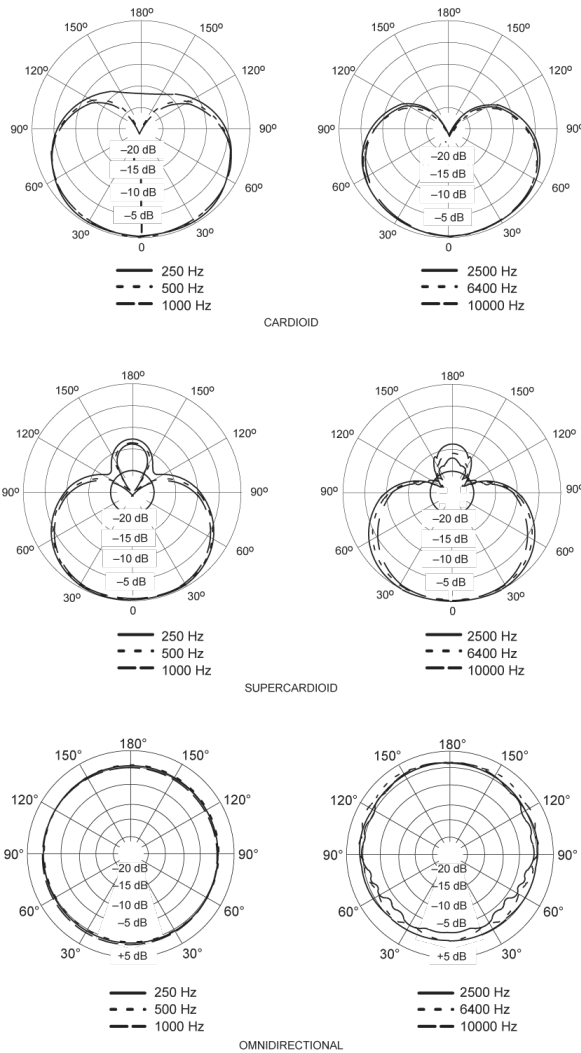 180º 180º
150º 150º 150º 150º
120º 120º 120º 120º
90º 90º 90º 90º
–20 dB –20 dB
–15 dB –15 dB
60º 60º 60º 60º
–10 dB –10 dB
–5 dB –5 dB
30º 30º 30º 30º
0 0
250 Hz 2500 Hz
500 Hz 6400 Hz
1000 Hz 10000 Hz
CARDIOID
180º 180º
150º 150º 150º 150º
120º 120º 120º 120º
90º 90º 90º 90º
–20 dB –20 dB
–15 dB –15 dB
60º 60º 60º 60º
–10 dB –10 dB
–5 dB –5 dB
30º 30º 30º 30º
0 0
250 Hz 2500 Hz
500 Hz 6400 Hz
1000 Hz 10000 Hz
SUPERCARDIOID
180° 180°
150° 150° 150° 150°
120° 120° 120° 120°
90° 90° 90° 90°
–20 dB –20 dB
–15 dB –15 dB
60° 60° 60° 60°
–10 dB –10 dB
–5 dB –5 dB
30° 30° 30° 30°
+5 dB +5 dB
250 Hz 2500 Hz
500 Hz 6400 Hz
1000 Hz 10000 Hz
OMNIDIRECTIONAL